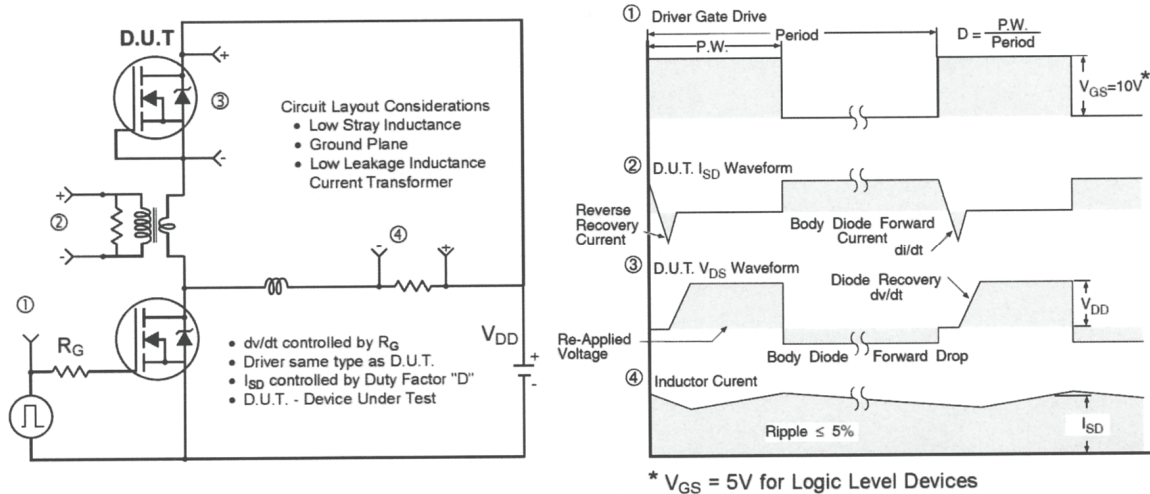 D.U.T
+
③
-
Circuit Layout Considerations
• Low Stray Inductance
• Ground Plane
• Low Leakage Inductance
Current Transformer
+
②
-
④
-
+
①
R_G
V_DD
+
-
• dv/dt controlled by R_G
• Driver same type as D.U.T.
• I_SD controlled by Duty Factor "D"
• D.U.T. - Device Under Test
① Driver Gate Drive
P.W.
Period
D = P.W.
Period
V_GS=10V*
② D.U.T. I_SD Waveform
Reverse
Recovery
Current
Body Diode Forward
Current
di/dt
③ D.U.T. V_DS Waveform
Diode Recovery
dv/dt
V_DD
Re-Applied
Voltage
Body Diode Forward Drop
④ Inductor Curent
Ripple ≤ 5%
I_SD
* V_GS = 5V for Logic Level Devices